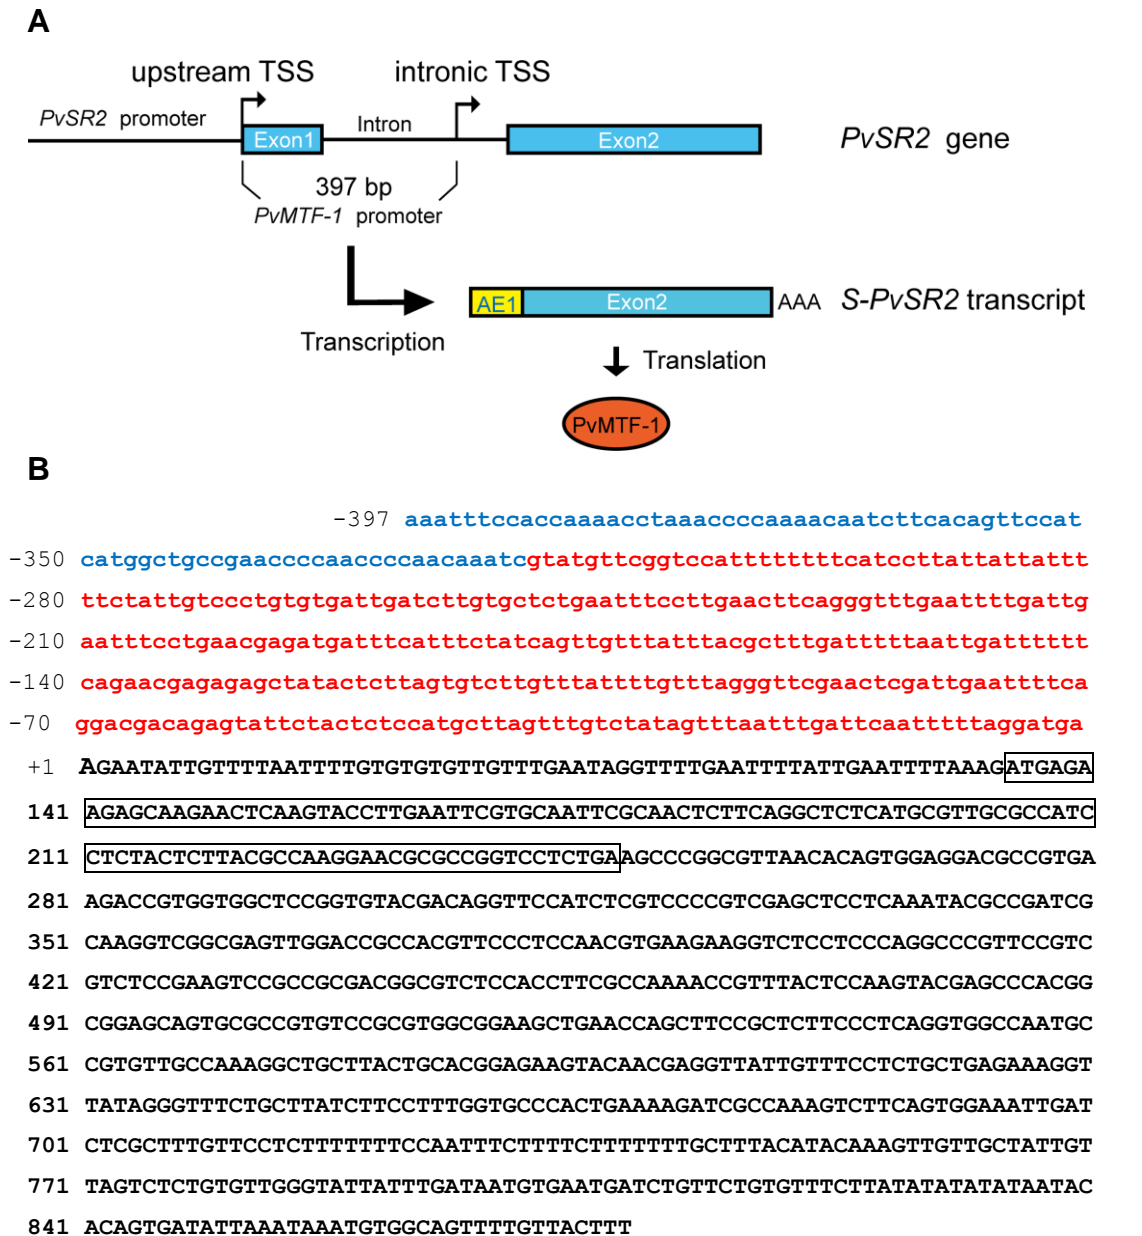 A
upstream TSS
intronic TSS
PvSR2 promoter
Exon1
Intron
Exon2
PvSR2 gene
397 bp
PvMTF-1 promoter
AE1
Exon2
AAA
S-PvSR2 transcript
Transcription
Translation
PvMTF-1
B
-397 aaatttccaccaaaacctaaaccccaaaacaatcttcacagttccat
-350 catggctgccgaaccccaaccccaacaaatcgtatgttcggtccatttttttttcatccttattattattt
-280 ttctattgtccctgtgtgattgatcttgtgctctgaatttccttgaacttcagggtttgaattttgattg
-210 aatttcctgaacgagatgatttcatttctatcagttgtttatttacgctttgatttttaattgatttttt
-140 cagaacgagagagctatactcttagtgtcttgtttattttgtttagggttcgaactcgattgaattttca
-70 ggacgacagagtattctactctccatgcttagtttgtctatagtttaatttgattcaatttttaggatga
+1 AGAATATTGTTTTAATTTTGTGTGTGTTGTTTGAATAGGTTTTGAATTTTATTGAATTTTAAAGATGAGA
141 AGAGCAAGAACTCAAGTACCTTGAATTCGTGCAATTCGCAACTCTTCAGGCTCTCATGCGTTGCGCCATC
211 CTCTACTCTTACGCCAAGGAACGCGCCGGTCCTCTGAAGCCCGGCGTTAACACAGTGGAGGACGCCGTGA
281 AGACCGTGGTGGCTCCGGTGTACGACAGGTTCCATCTCGTCCCCGTCGAGCTCCTCAAATACGCCGATCG
351 CAAGGTCGGCGAGTTGGACCGCCACGTTCCCTCCAACGTGAAGAAGGTCTCCTCCCAGGCCCGTTCCGTC
421 GTCTCCGAAGTCCGCCGCGACGGCGTCTCCACCTTCGCCAAAACCGTTTACTCCAAGTACGAGCCCACGG
491 CGGAGCAGTGCGCCGTGTCCGCGTGGCGGAAGCTGAACCAGCTTCCGCTCTTCCCTCAGGTGGCCAATGC
561 CGTGTTGCCAAAGGCTGCTTACTGCACGGAGAAGTACAACGAGGTTATTGTTTCCTCTGCTGAGAAAGGT
631 TATAGGGTTTCTGCTTATCTTCCTTTGGTGCCCACTGAAAAGATCGCCAAAGTCTTCAGTGGAAATTGAT
701 CTCGCTTTGTTCCTCTTTTTTTCCAATTTCTTTTCTTTTTTTGCTTTACATACAAAGTTGTTGCTATTGT
771 TAGTCTCTGTGTTGGGTATTATTTGATAATGTGAATGATCTGTTCTGTGTTTCTTATATATATATAATAC
841 ACAGTGATATTAAATAAATGTGGCAGTTTTGTTACTTT